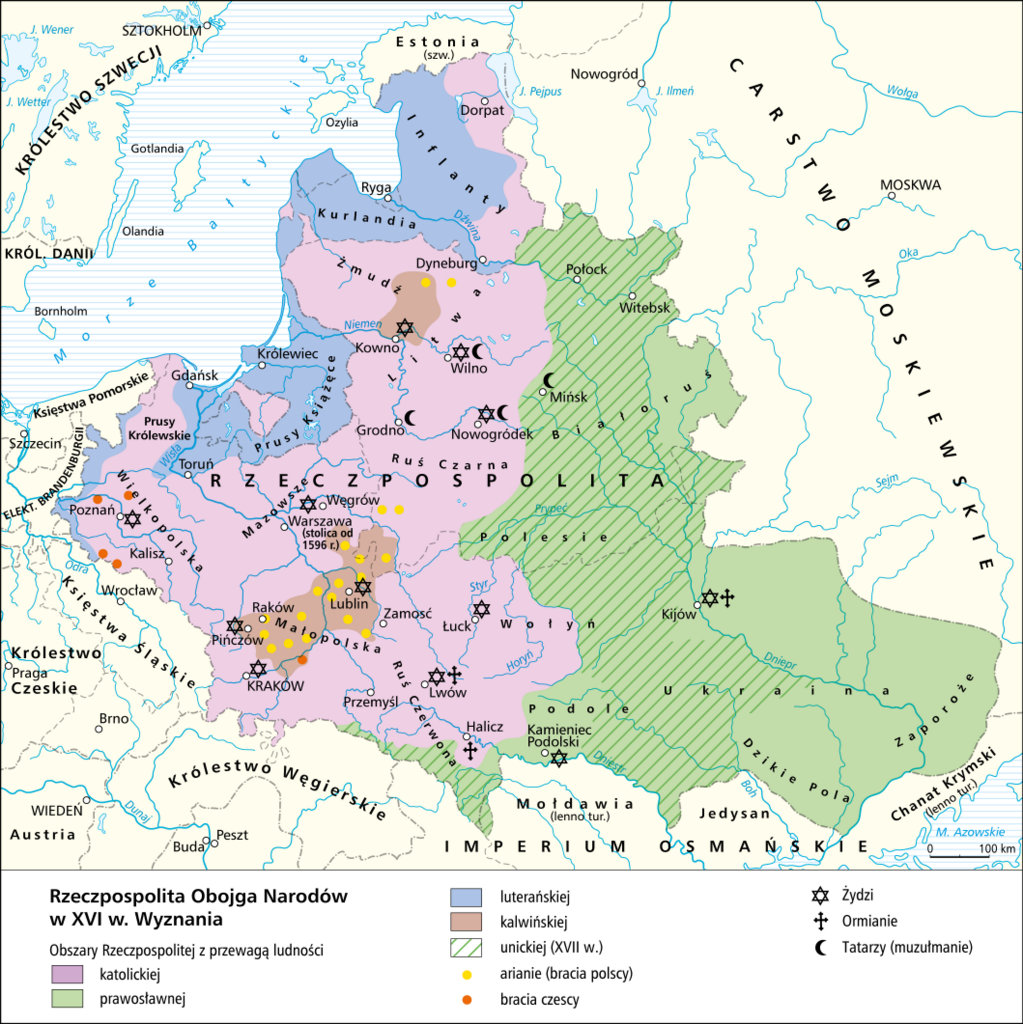 J. Wener
SZTOKHOLM
KRÓLESTWO SZWECJI
J. Wetter
Estonia
(szw.)
Nowogród
J. Pejpus
J. Ilmeń
Wołga
CARSTWO MOSKIEWSKIE
Dorpat
Ozylia
Inflanty
Gotlandia
Morze Bałtyckie
Ryga
MOSKWA
Kurlandia
Dźwina
Olandia
KRÓL. DANII
Oka
Żmudź
Dyneburg
Połock
Witebsk
Bornholm
Litwa
Niemen
Kowno
Wilno
Królewiec
Gdańsk
Księstwa Pomorskie
Mińsk
Białoruś
Prusy
Królewskie
Prusy Książęce
Grodno
Nowogródek
Szczecin
Wisła
Toruń
Ruś Czarna
ELEKT. BRANDENBURGII
RZECZPOSPOLITA
Sejm
Wielkopolska
Mazowsze
Węgrów
Poznań
Warszawa
(stolica od
1596 r.)
Prypeć
Polesie
Kalisz
Odra
Wrocław
Styr
Lublin
Kijów
Księstwa Śląskie
Raków
Zamość
Łuck
Wołyń
Pińczów
Małopolska
Królestwo
Czeskie
Praga
Horyń
Dniepr
KRAKÓW
Lwów
Ukraina
Przemyśl
Ruś Czerwona
Podole
Zaporoże
Brno
Halicz
Kamieniec
Podolski
Dzikie Pola
Królestwo Węgierskie
Dniestr
Boh
Chanat Krymski
(lenno tur.)
WIEDEŃ
Dunaj
Mołdawia
(lenno tur.)
Jedysan
Austria
Peszt
Buda
M. Azowskie
IMPERIUM OSMAŃSKIE
0 100 km
Rzeczpospolita Obojga Narodów
w XVI w. Wyznania
Obszary Rzeczpospolitej z przewagą ludności
katolickiej
prawosławnej
luterańskiej
kalwińskiej
unickiej (XVII w.)
arianie (bracia polscy)
bracia czescy
Żydzi
Ormianie
Tatarzy (muzułmanie)